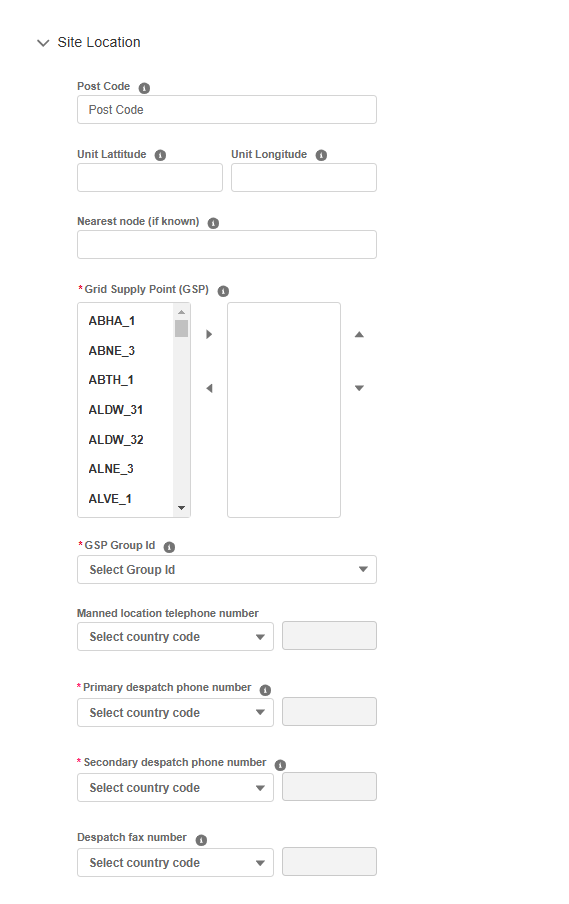 Site Location
Post Code
Post Code
Unit Lattitude Unit Longitude
Nearest node (if known)
* Grid Supply Point (GSP)
ABHA_1
ABNE_3
ABTH_1
ALDW_31
ALDW_32
ALNE_3
ALVE_1
* GSP Group Id
Select Group Id
Manned location telephone number
Select country code
* Primary despatch phone number
Select country code
* Secondary despatch phone number
Select country code
Despatch fax number
Select country code